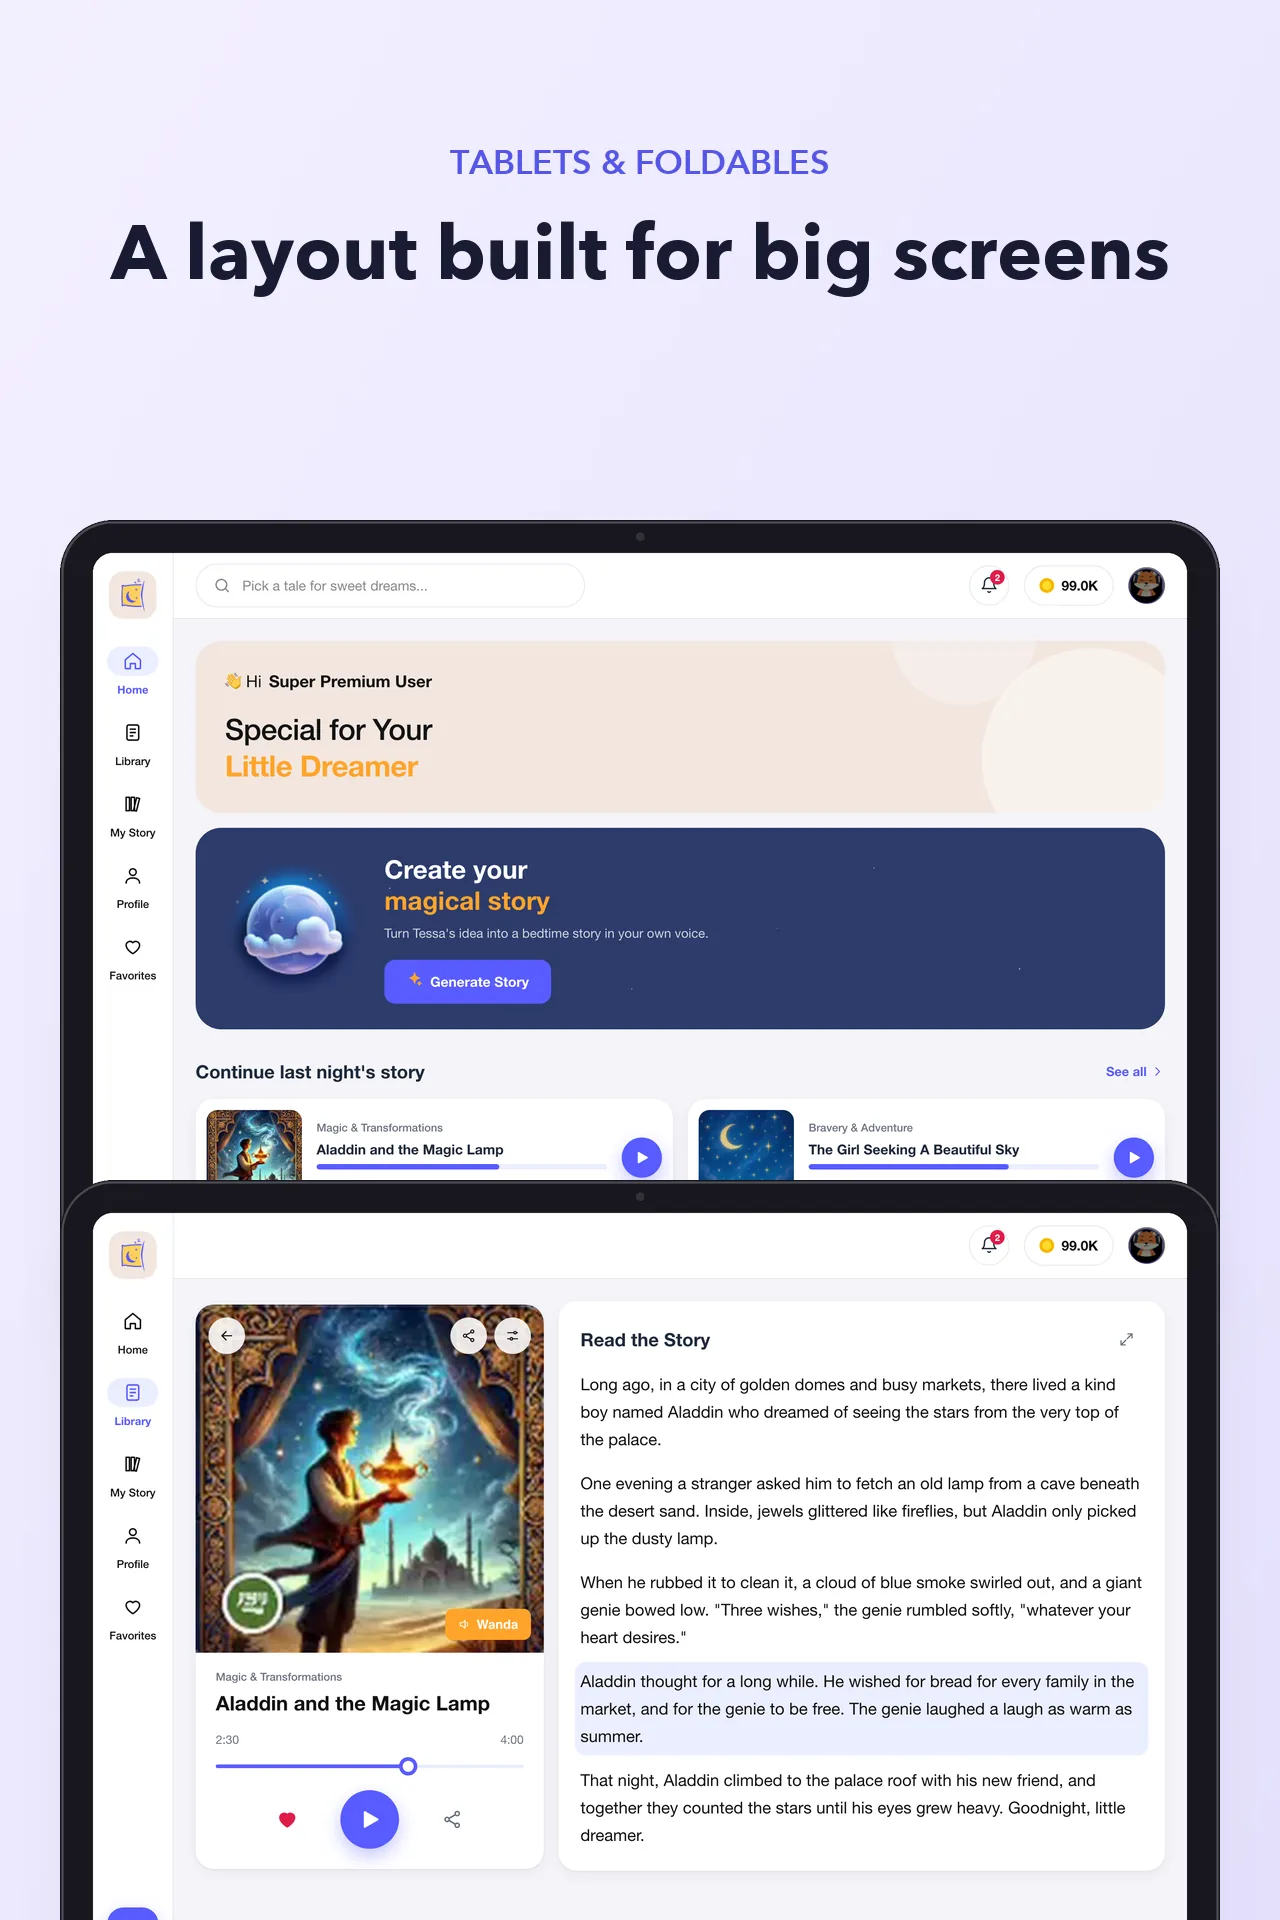 TABLETS & FOLDABLES
A layout built for big screens
Pick a tale for sweet dreams...
2
99.0K
Home
Library
My Story
Profile
Favorites
👋 Hi Super Premium User
Special for Your
Little Dreamer
Create your
magical story
Turn Tessa's idea into a bedtime story in your own voice.
Generate Story
Continue last night's story
See all
Magic & Transformations
Aladdin and the Magic Lamp
Bravery & Adventure
The Girl Seeking A Beautiful Sky
2
99.0K
Home
Library
My Story
Profile
Favorites
Wanda
Magic & Transformations
Aladdin and the Magic Lamp
2:30
4:00
Read the Story
Long ago, in a city of golden domes and busy markets, there lived a kind
boy named Aladdin who dreamed of seeing the stars from the very top of
the palace.
One evening a stranger asked him to fetch an old lamp from a cave beneath
the desert sand. Inside, jewels glittered like fireflies, but Aladdin only picked
up the dusty lamp.
When he rubbed it to clean it, a cloud of blue smoke swirled out, and a giant
genie bowed low. "Three wishes," the genie rumbled softly, "whatever your
heart desires."
Aladdin thought for a long while. He wished for bread for every family in the
market, and for the genie to be free. The genie laughed a laugh as warm as
summer.
That night, Aladdin climbed to the palace roof with his new friend, and
together they counted the stars until his eyes grew heavy. Goodnight, little
dreamer.